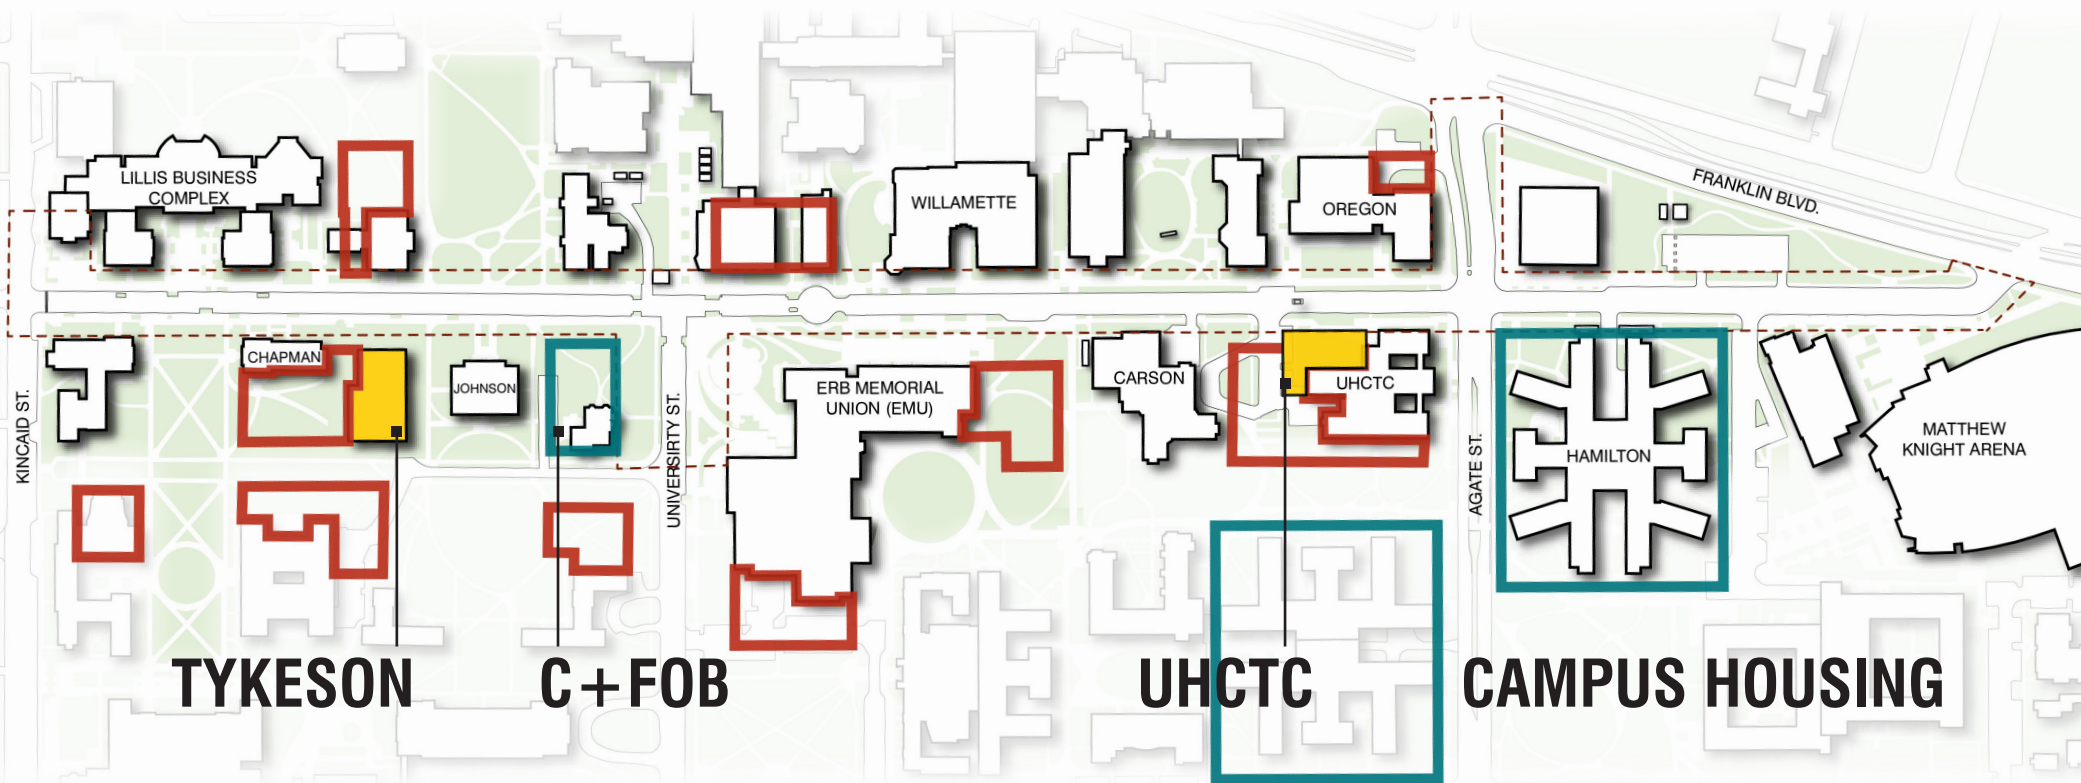 LILLIS BUSINESS
COMPLEX
WILLAMETTE
OREGON
FRANKLIN BLVD.
KINCAID ST.
CHAPMAN
JOHNSON
UNIVERSIRTY ST.
ERB MEMORIAL
UNION (EMU)
CARSON
UHCTC
AGATE ST.
HAMILTON
MATTHEW
KNIGHT ARENA
TYKESON
C+FOB
UHCTC
CAMPUS HOUSING